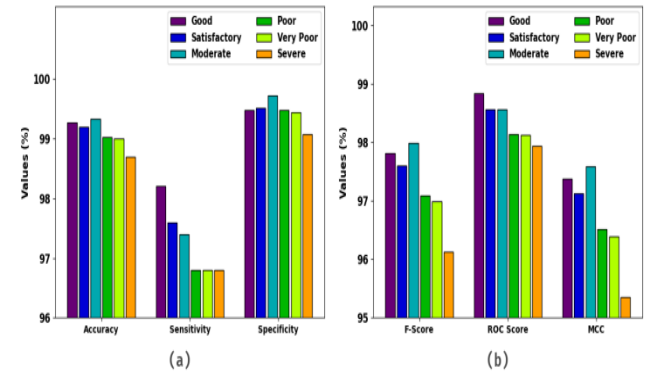 Good Poor
Satisfactory Very Poor
Moderate Severe
100
99
98
97
96
Values (%)
Accuracy Sensitivity Specificity
(a)
Good Poor
Satisfactory Very Poor
Moderate Severe
100
99
98
97
96
95
Values (%)
F-Score ROC Score MCC
(b)